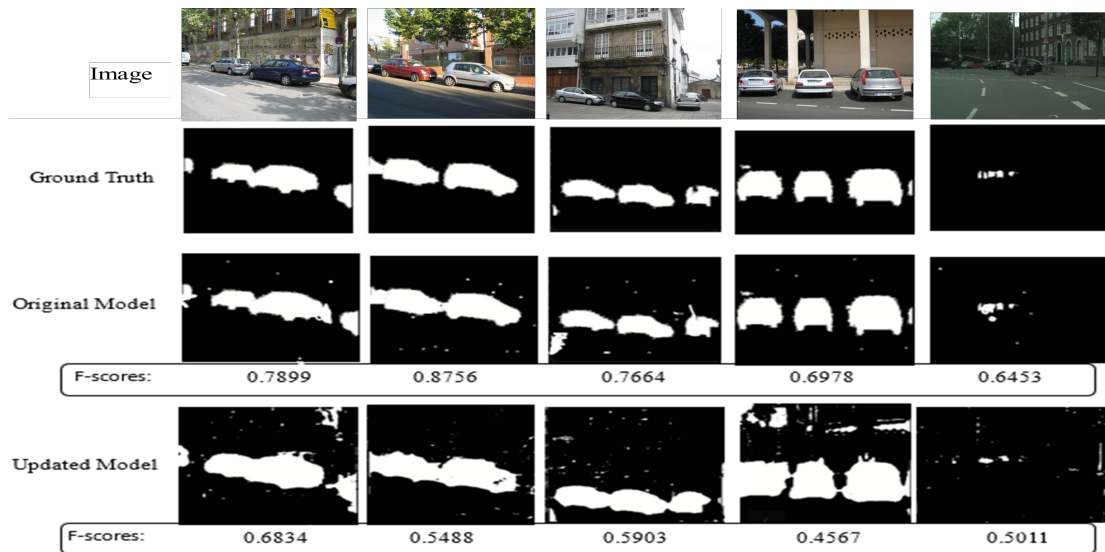 Image
Ground Truth
Original Model
F-scores: 0.7899 0.8756 0.7664 0.6978 0.6453
Updated Model
F-scores: 0.6834 0.5488 0.5903 0.4567 0.5011